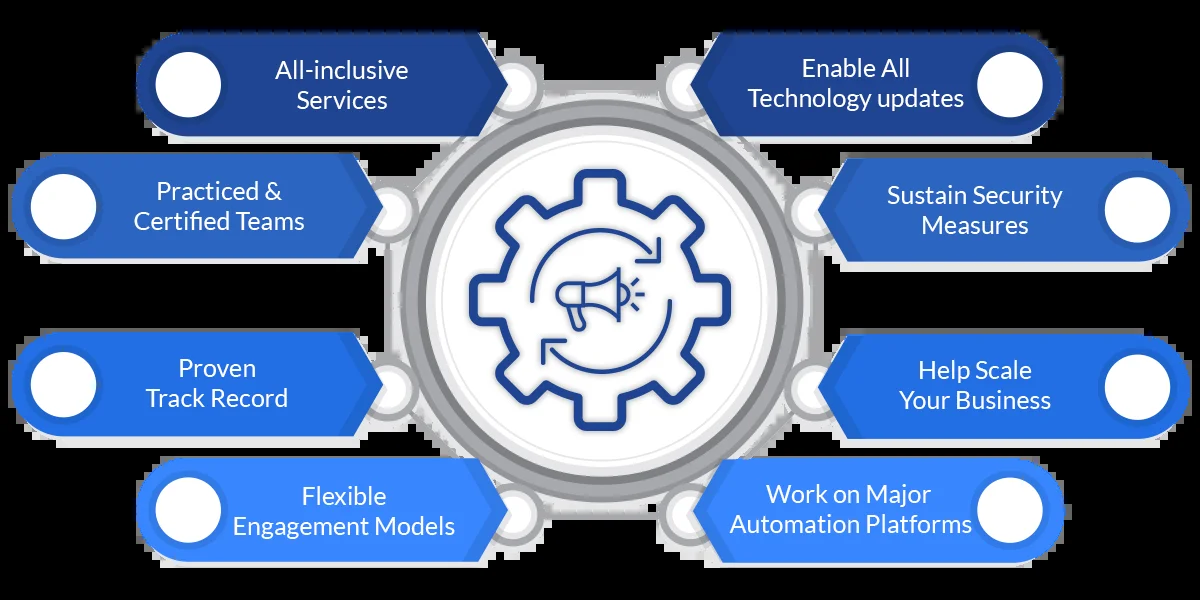 All-inclusive
Services
Enable All
Technology updates
Practiced &
Certified Teams
Sustain Security
Measures
Proven
Track Record
Help Scale
Your Business
Flexible
Engagement Models
Work on Major
Automation Platforms